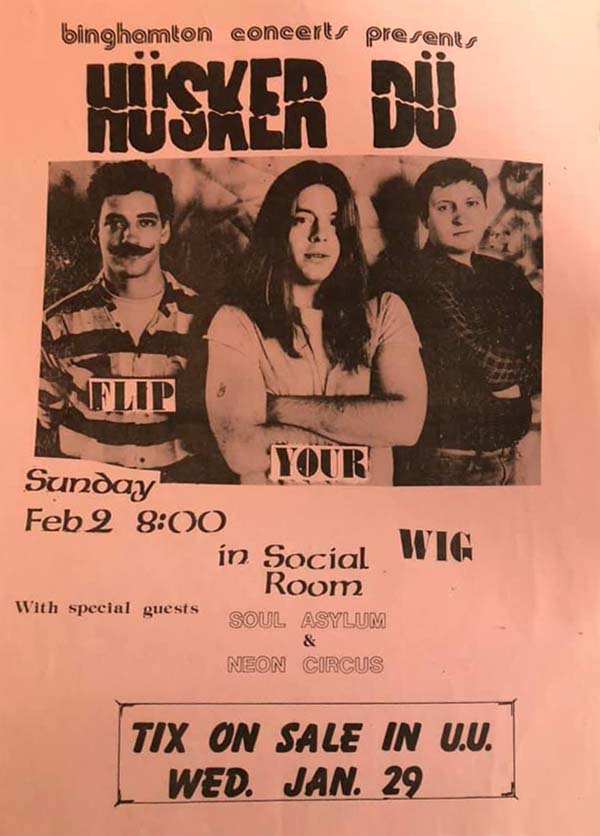 binghamton concerts presents
HÜSKER DÜ
FLIP
YOUR
WIG
Sunday
Feb 2 8:00
in Social
Room
With special guests
SOUL ASYLUM
&
NEON CIRCUS
TIX ON SALE IN U.U.
WED. JAN. 29